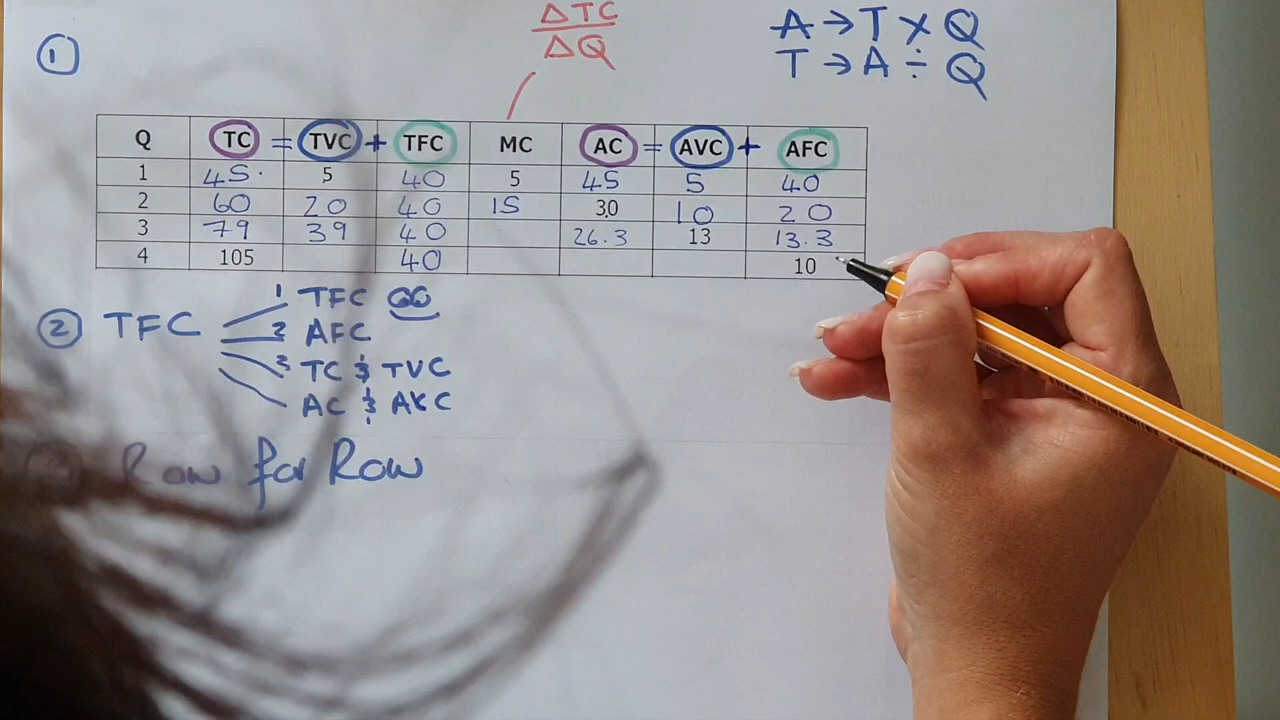 ①
ΔTC
ΔQ
A → T × Q
T → A ÷ Q
Q TC = TVC + TFC MC AC = AVC + AFC
1 45. 5 40 5 45 5 40
2 60 20 40 15 30 10 20
3 79 39 40 26.3 13 13.3
4 105 40 10
② TFC
1 TFC
2 AFC
3 TC & TVC
AC & AVC
Row for Row